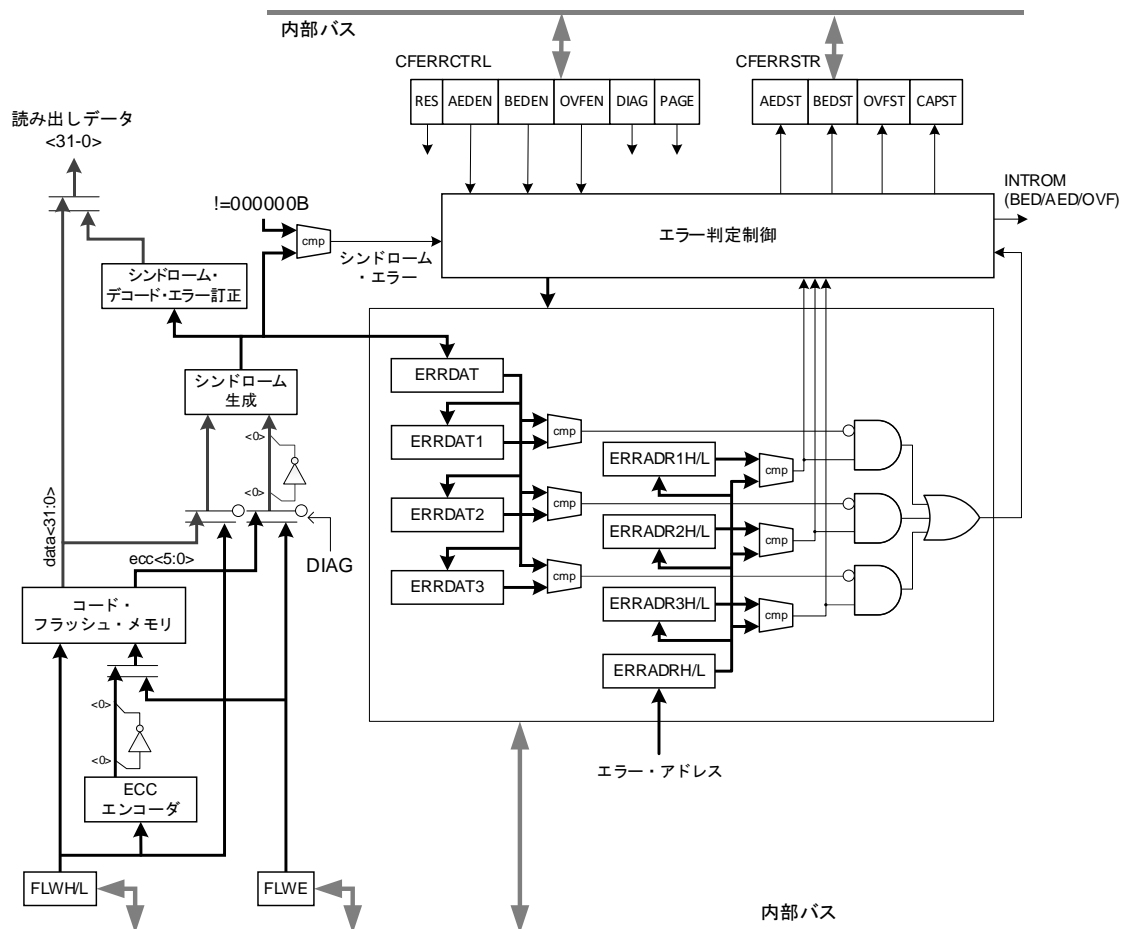 内部バス
CFERRCTRL
CFERRSTR
RES AEDEN BEDEN OVFEN DIAG PAGE
AEDST BEDST OVFST CAPST
読み出しデータ
<31-0>
!=000000B
cmp
シンドローム
・エラー
エラー判定制御
INTROM
(BED/AED/OVF)
シンドローム・
デコード・エラー訂正
シンドローム
生成
<0>
<0>
data<31:0>
ecc<5:0>
DIAG
コード・
フラッシュ・メモリ
<0>
<0>
ECC
エンコーダ
FLWH/L
FLWE
ERRDAT
ERRDAT1
cmp
ERRDAT2
cmp
ERRDAT3
cmp
ERRADR1H/L
cmp
ERRADR2H/L
cmp
ERRADR3H/L
cmp
ERRADRH/L
エラー・アドレス
内部バス